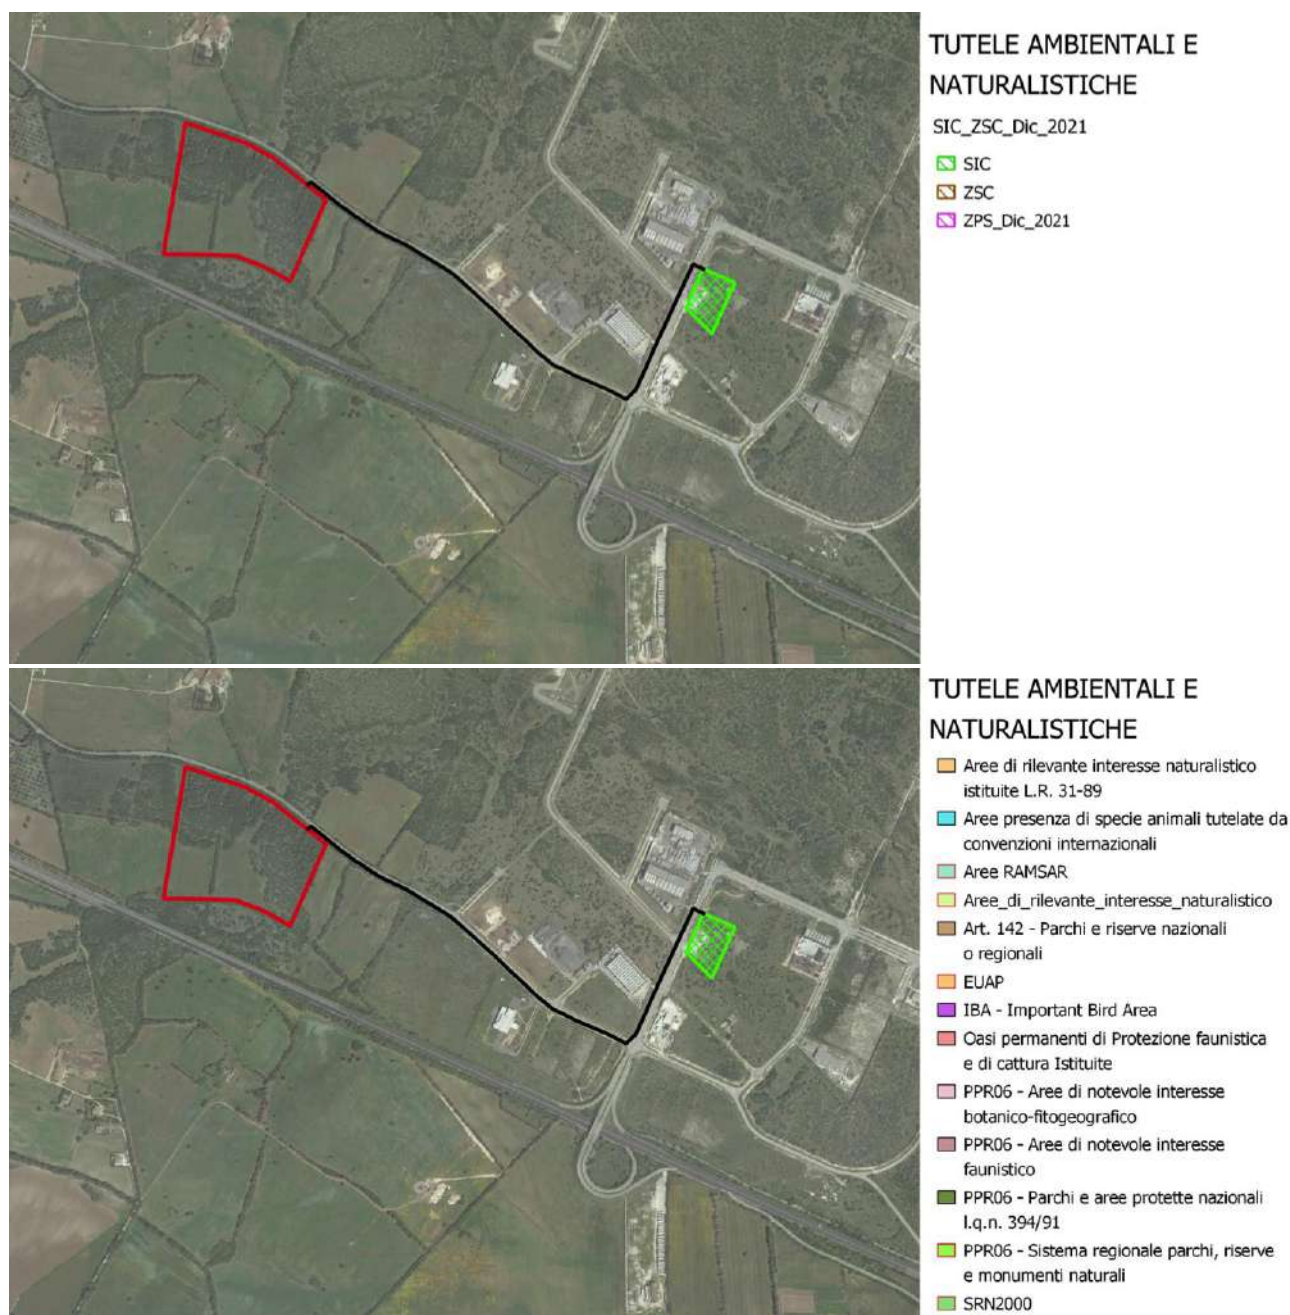 TUTELE AMBIENTALI E
NATURALISTICHE
SIC_ZSC_Dic_2021
SIC
ZSC
ZPS_Dic_2021
TUTELE AMBIENTALI E
NATURALISTICHE
Aree di rilevante interesse naturalistico
istituite L.R. 31-89
Aree presenza di specie animali tutelate da
convenzioni internazionali
Aree RAMSAR
Aree_di_rilevante_interesse_naturalistico
Art. 142 - Parchi e riserve nazionali
o regionali
EUAP
IBA - Important Bird Area
Oasi permanenti di Protezione faunistica
e di cattura Istituite
PPR06 - Aree di notevole interesse
botanico-fitogeografico
PPR06 - Aree di notevole interesse
faunistico
PPR06 - Parchi e aree protette nazionali
l.q.n. 394/91
PPR06 - Sistema regionale parchi, riserve
e monumenti naturali
SRN2000